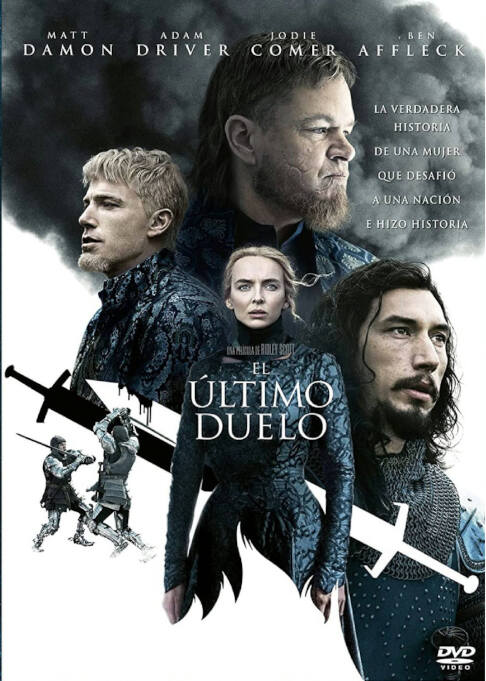 MATT ADAM JODIE BEN
DAMON DRIVER COMER AFFLECK
LA VERDADERA
HISTORIA
DE UNA MUJER
QUE DESAFIÓ
A UNA NACIÓN
E HIZO HISTORIA
UNA PELÍCULA DE RIDLEY SCOTT
EL
ÚLTIMO
DUELO
DVD
VIDEO